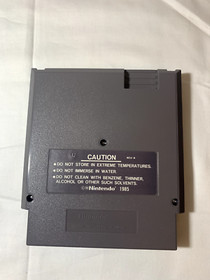 CAUTION
• DO NOT STORE IN EXTREME TEMPERATURES.
• DO NOT IMMERSE IN WATER.
• DO NOT CLEAN WITH BENZENE, THINNER,
ALCOHOL OR OTHER SUCH SOLVENTS.
©Nintendo 1985